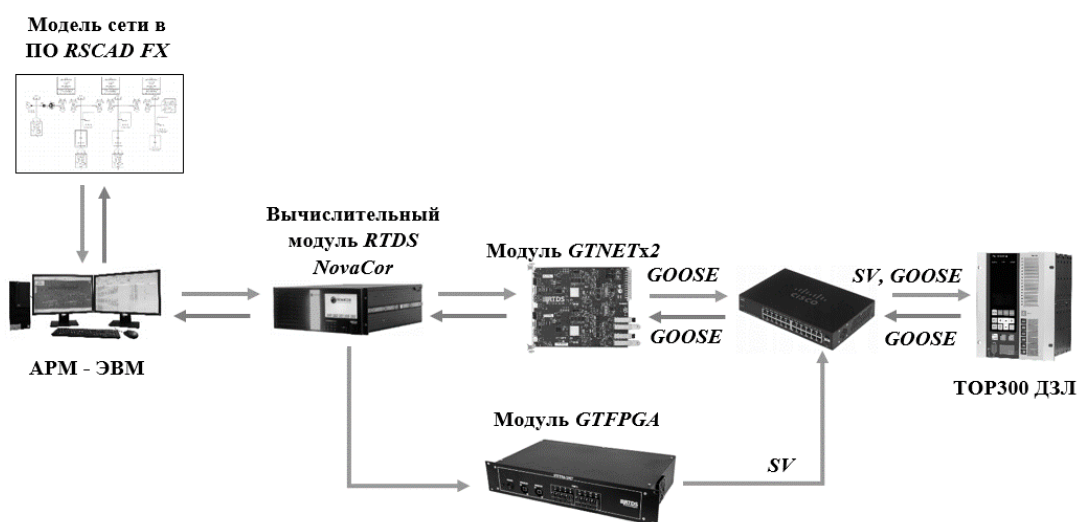 Модель сети в
ПО RSCAD FX
Вычислительный
модуль RTDS
NovaCor
Модуль GTNETx2
GOOSE
SV, GOOSE
GOOSE
GOOSE
АРМ - ЭВМ
ТОР300 ДЗЛ
Модуль GTFPGA
SV